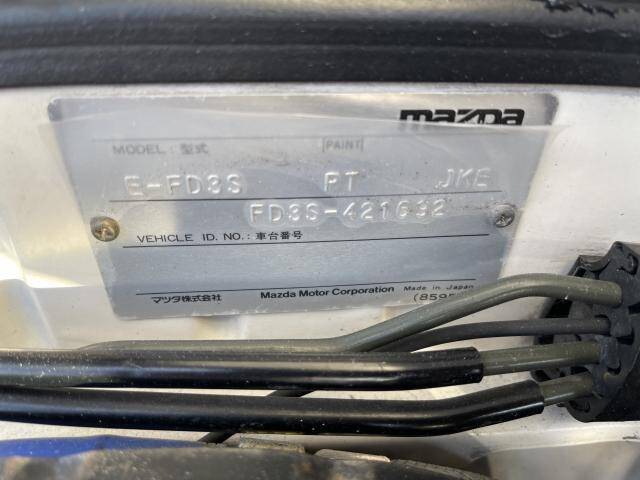 mazda
MODEL: 型式 PAINT
E-FD3S PT JKE
FD3S-421632
VEHICLE ID. NO.: 車台番号
マツダ株式会社 Mazda Motor Corporation Made in Japan